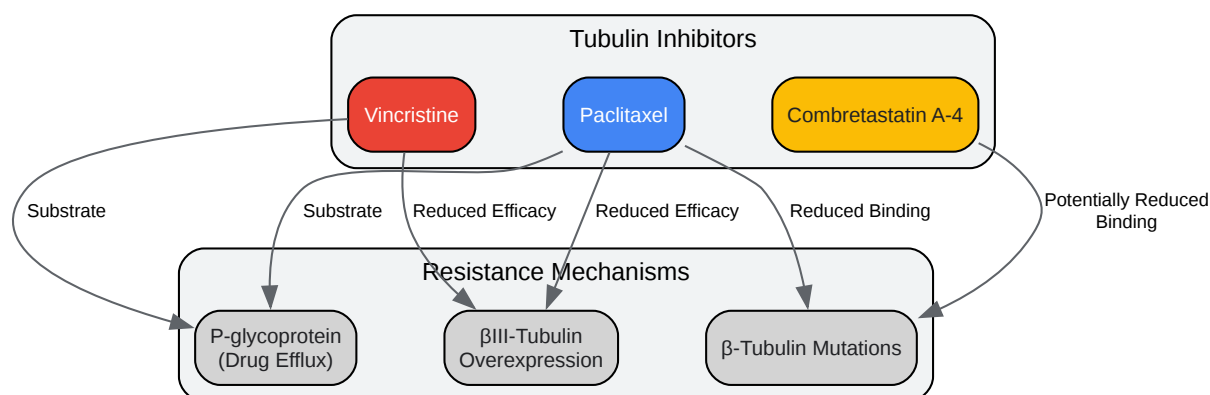 Tubulin Inhibitors
Vincristine
Paclitaxel
Combretastatin A-4
Substrate
Substrate
Reduced Efficacy
Reduced Efficacy
Reduced Binding
Potentially Reduced
Binding
Resistance Mechanisms
P-glycoprotein
(Drug Efflux)
βIII-Tubulin
Overexpression
β-Tubulin Mutations